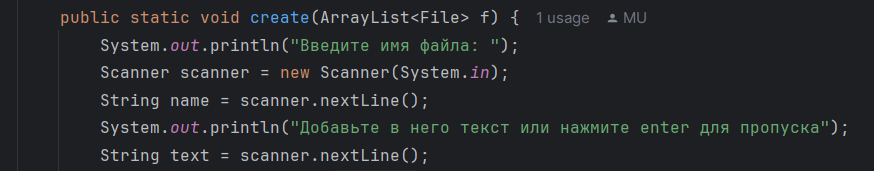 public static void create(ArrayList<File> f) { 1 usage MU
System.out.println("Введите имя файла: ");
Scanner scanner = new Scanner(System.in);
String name = scanner.nextLine();
System.out.println("Добавьте в него текст или нажмите enter для пропуска");
String text = scanner.nextLine();